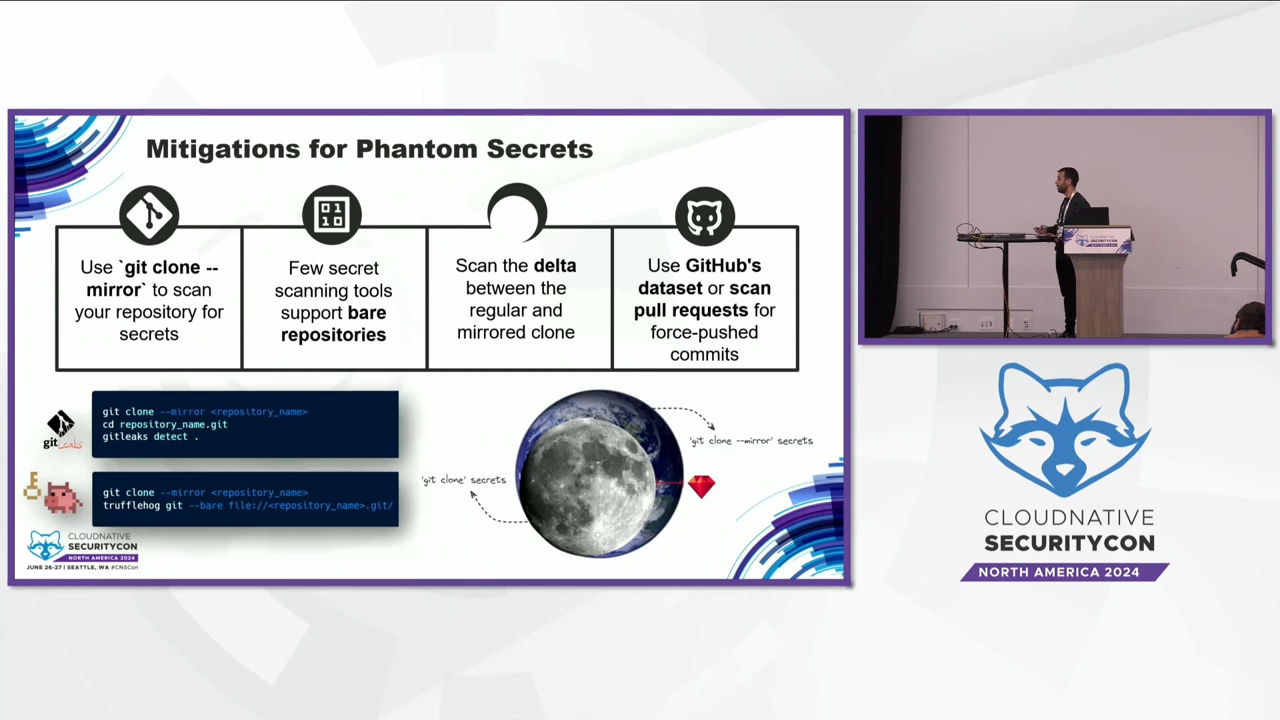 Mitigations for Phantom Secrets
Use `git clone --
mirror` to scan
your repository for
secrets
Few secret
scanning tools
support bare
repositories
Scan the delta
between the
regular and
mirrored clone
Use GitHub's
dataset or scan
pull requests for
force-pushed
commits
git clone --mirror <repository_name>
cd repository_name.git
gitleaks detect .
gitleaks
git clone --mirror <repository_name>
trufflehog git --bare file://<repository_name>.git/
'git clone --mirror' secrets
'git clone' secrets
CLOUDNATIVE
SECURITYCON
NORTH AMERICA 2024
JUNE 26-27 | SEATTLE, WA #CNSCon
CLOUDNATIVE
SECURITYCON
CLOUDNATIVE
SECURITYCON
NORTH AMERICA 2024